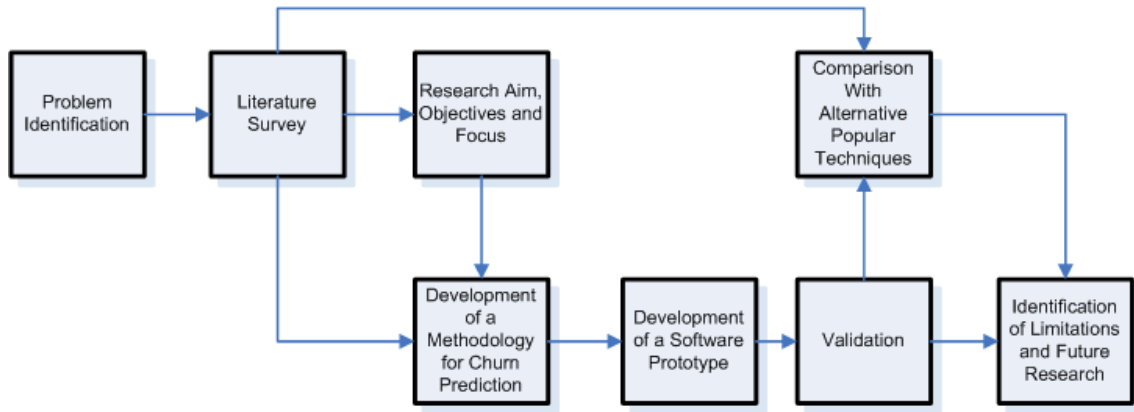 Problem
Identification
Literature
Survey
Research Aim,
Objectives and
Focus
Comparison
With
Alternative
Popular
Techniques
Development
of a
Methodology
for Churn
Prediction
Development
of a Software
Prototype
Validation
Identification
of Limitations
and Future
Research